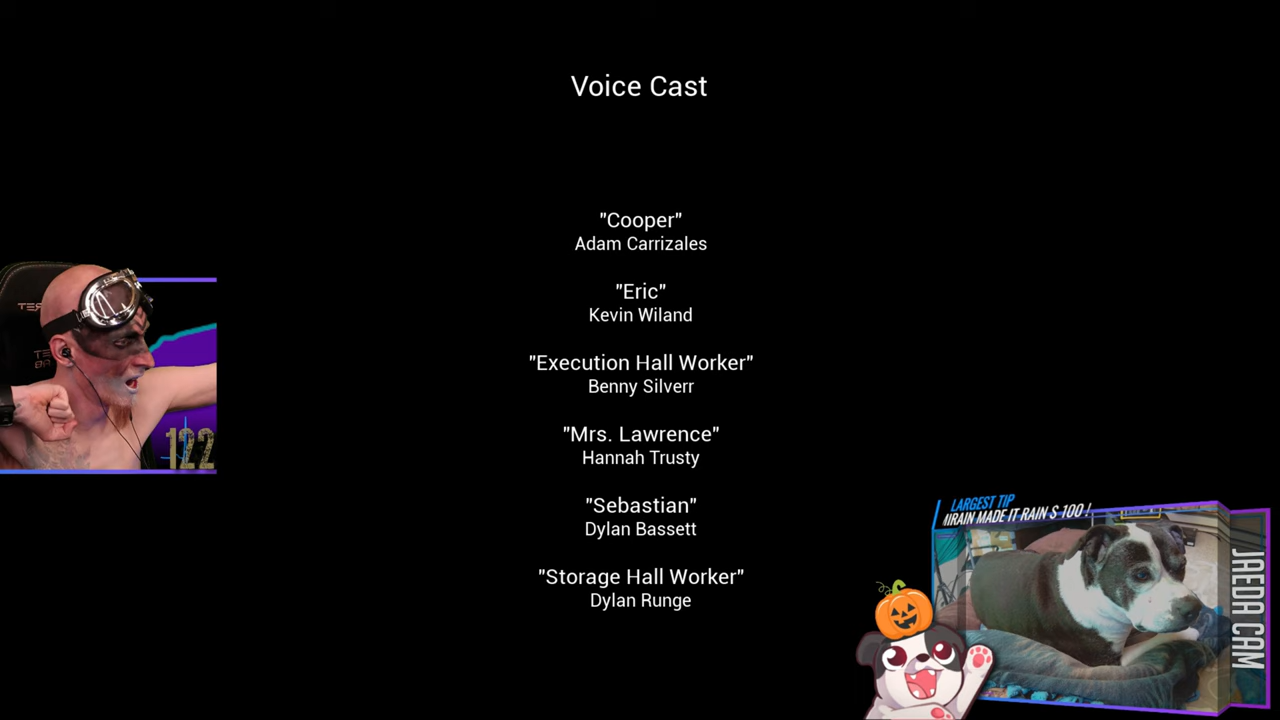 Voice Cast
"Cooper"
Adam Carrizales
"Eric"
Kevin Wiland
"Execution Hall Worker"
Benny Silverr
"Mrs. Lawrence"
Hannah Trusty
"Sebastian"
Dylan Bassett
"Storage Hall Worker"
Dylan Runge
122
LARGEST TIP
MIRAIN MADE IT RAIN $ 100 !
JAEDA CAM